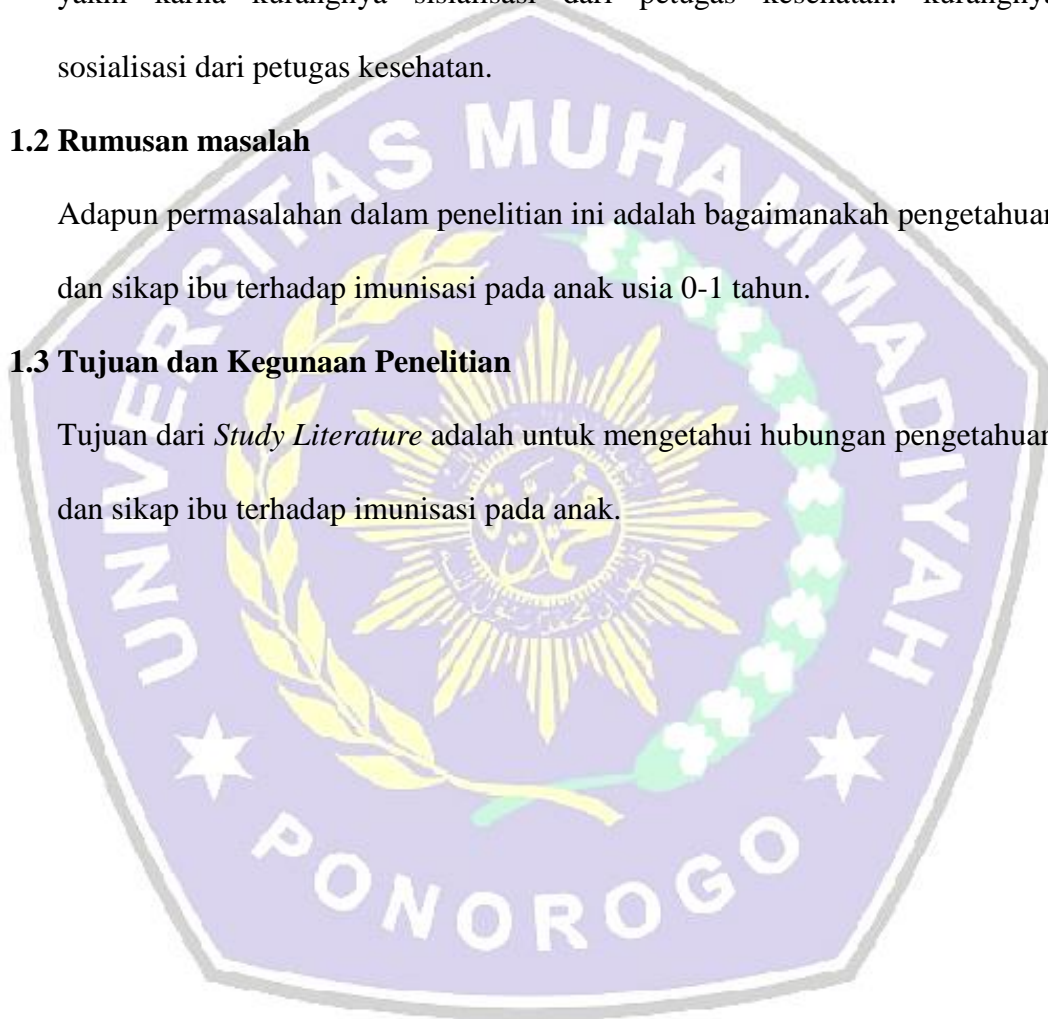 yakni karna kurangnya sisialisasi dari petugas kesehatan. kurangnya
sosialisasi dari petugas kesehatan.
1.2 Rumusan masalah
Adapun permasalahan dalam penelitian ini adalah bagaimanakah pengetahuan
dan sikap ibu terhadap imunisasi pada anak usia 0-1 tahun.
1.3 Tujuan dan Kegunaan Penelitian
Tujuan dari Study Literature adalah untuk mengetahui hubungan pengetahuan
dan sikap ibu terhadap imunisasi pada anak.
UNIVERSITAS MUHAMMADIYAH
PONOROGO